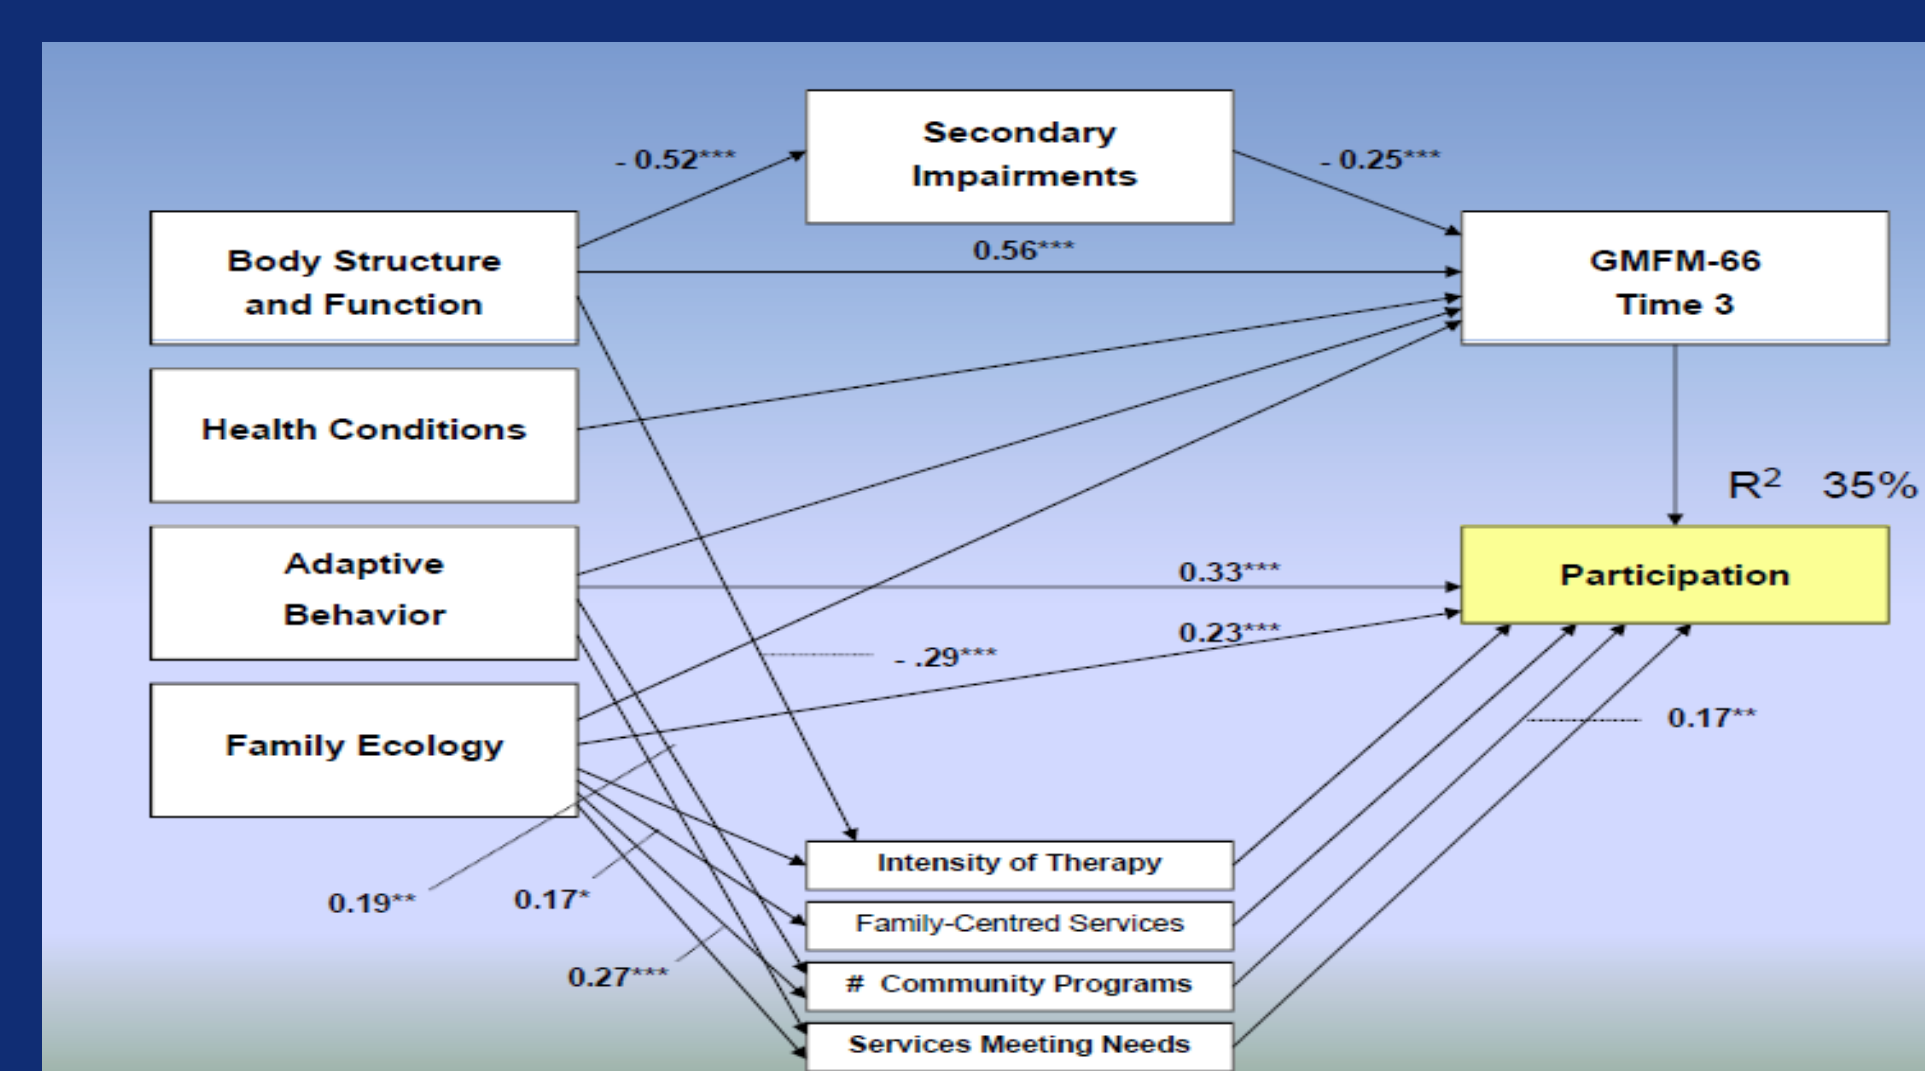 Secondary
Impairments
- 0.52***
- 0.25***
Body Structure
and Function
0.56***
GMFM-66
Time 3
Health Conditions
R² 35%
Adaptive
Behavior
0.33***
Participation
0.23***
- .29***
Family Ecology
0.17**
Intensity of Therapy
0.19**
0.17*
Family-Centred Services
0.27***
# Community Programs
Services Meeting Needs